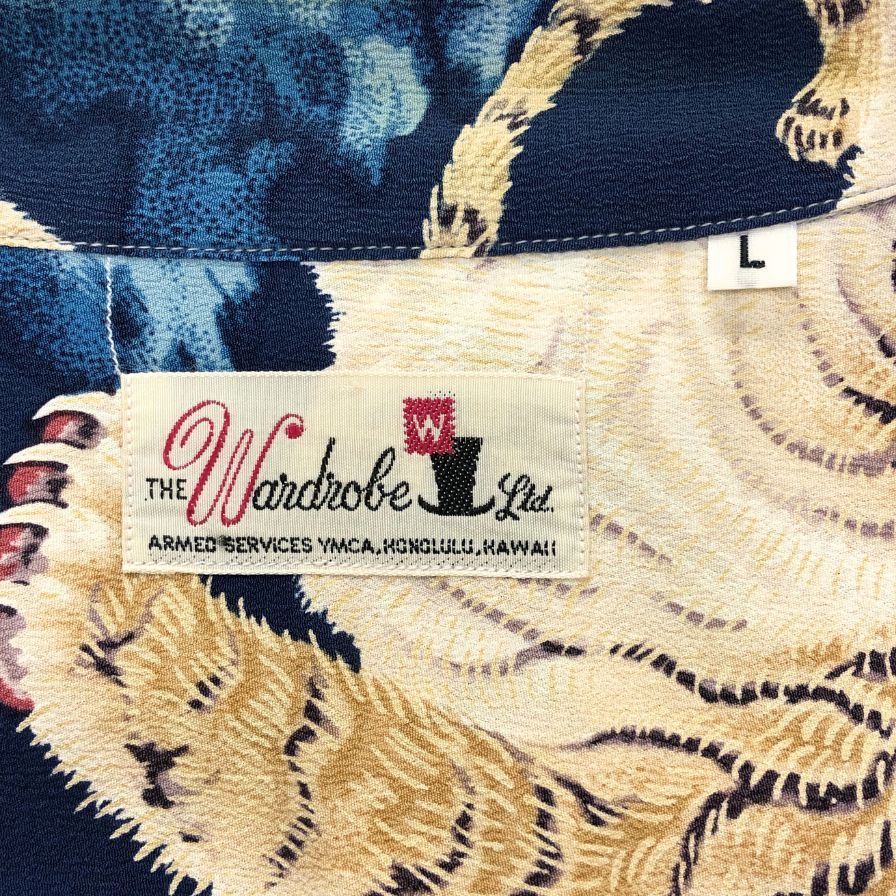 L
W
THE Wardrobe Ltd.
ARMED SERVICES YMCA, HONOLULU, HAWAII